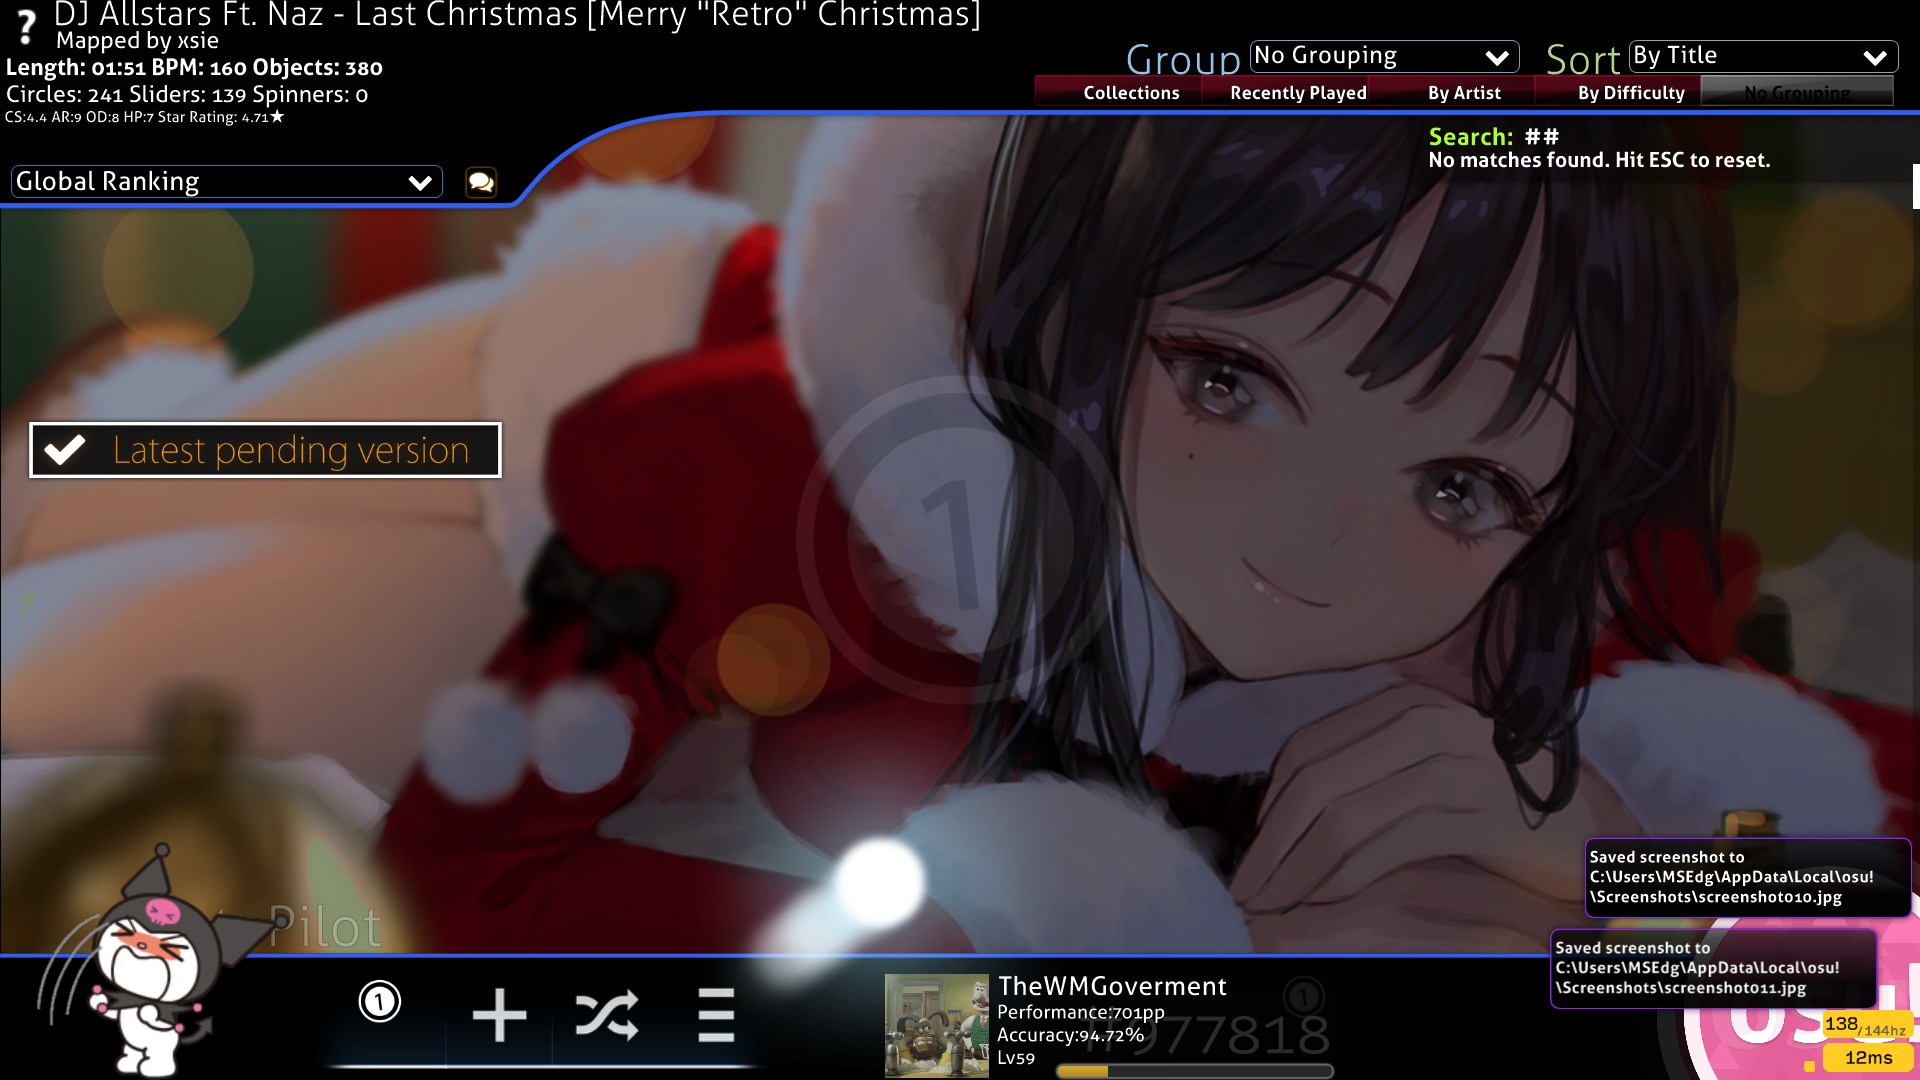 DJ Allstars Ft. Naz - Last Christmas [Merry "Retro" Christmas]
Mapped by xsie
Length: 01:51 BPM: 160 Objects: 380
Circles: 241 Sliders: 139 Spinners: 0
CS:4.4 AR:9 OD:8 HP:7 Star Rating: 4.71★
Group No Grouping
Sort By Title
Collections
Recently Played
By Artist
By Difficulty
No Grouping
Search: ##
No matches found. Hit ESC to reset.
Global Ranking
1
Latest pending version
Pilot
1
TheWMGoverment
Performance:701pp
Accuracy:94.72%
Lv59
1
#977818
Saved screenshot to
C:\Users\MSEdg\AppData\Local\osu!
\Screenshots\screenshot010.jpg
Saved screenshot to
C:\Users\MSEdg\AppData\Local\osu!
\Screenshots\screenshot011.jpg
osu!
138/144hz
12ms